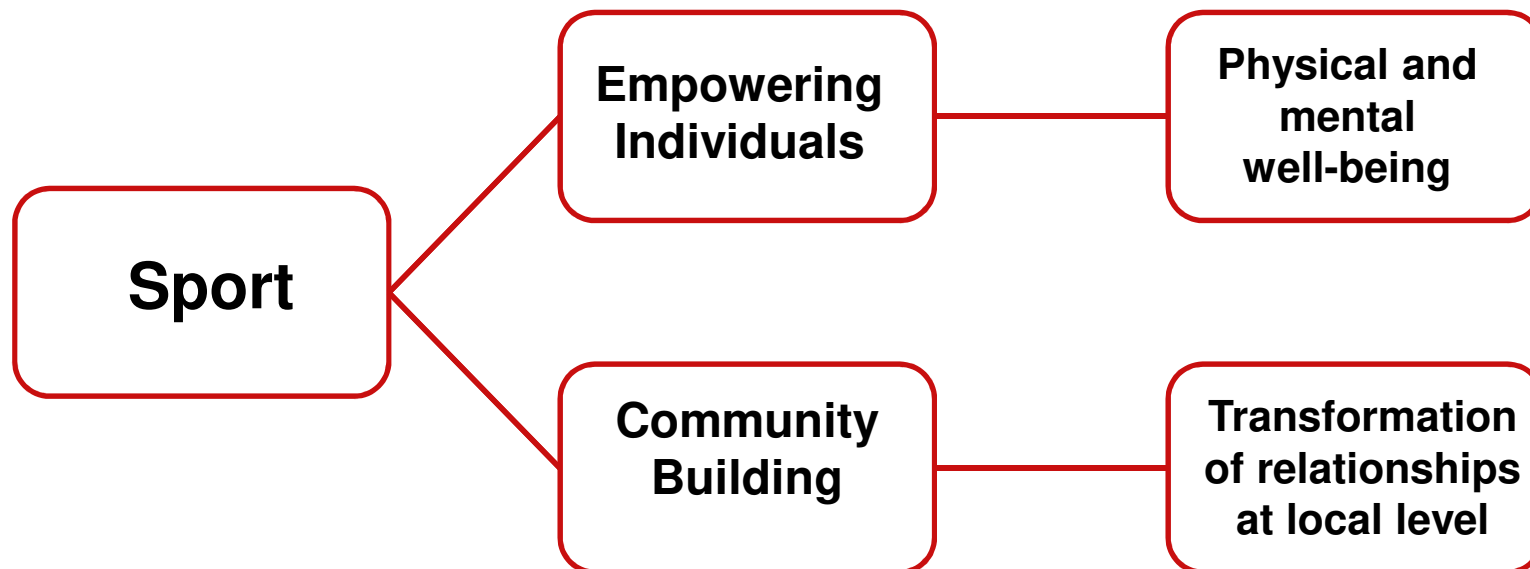 Sport
Empowering
Individuals
Physical and
mental
well-being
Community
Building
Transformation
of relationships
at local level